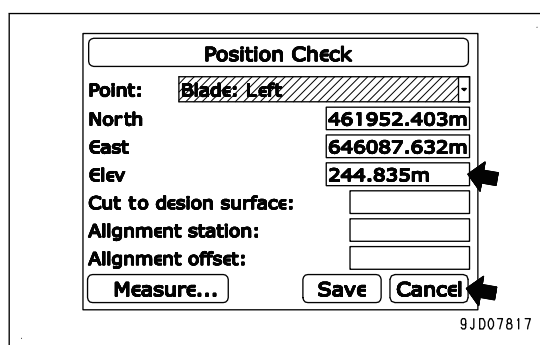 Position Check
Point: Blade: Left
North 461952.403m
East 646087.632m
Elev 244.835m
Cut to design surface:
Alignment station:
Alignment offset:
Measure... Save Cancel
9JD07817